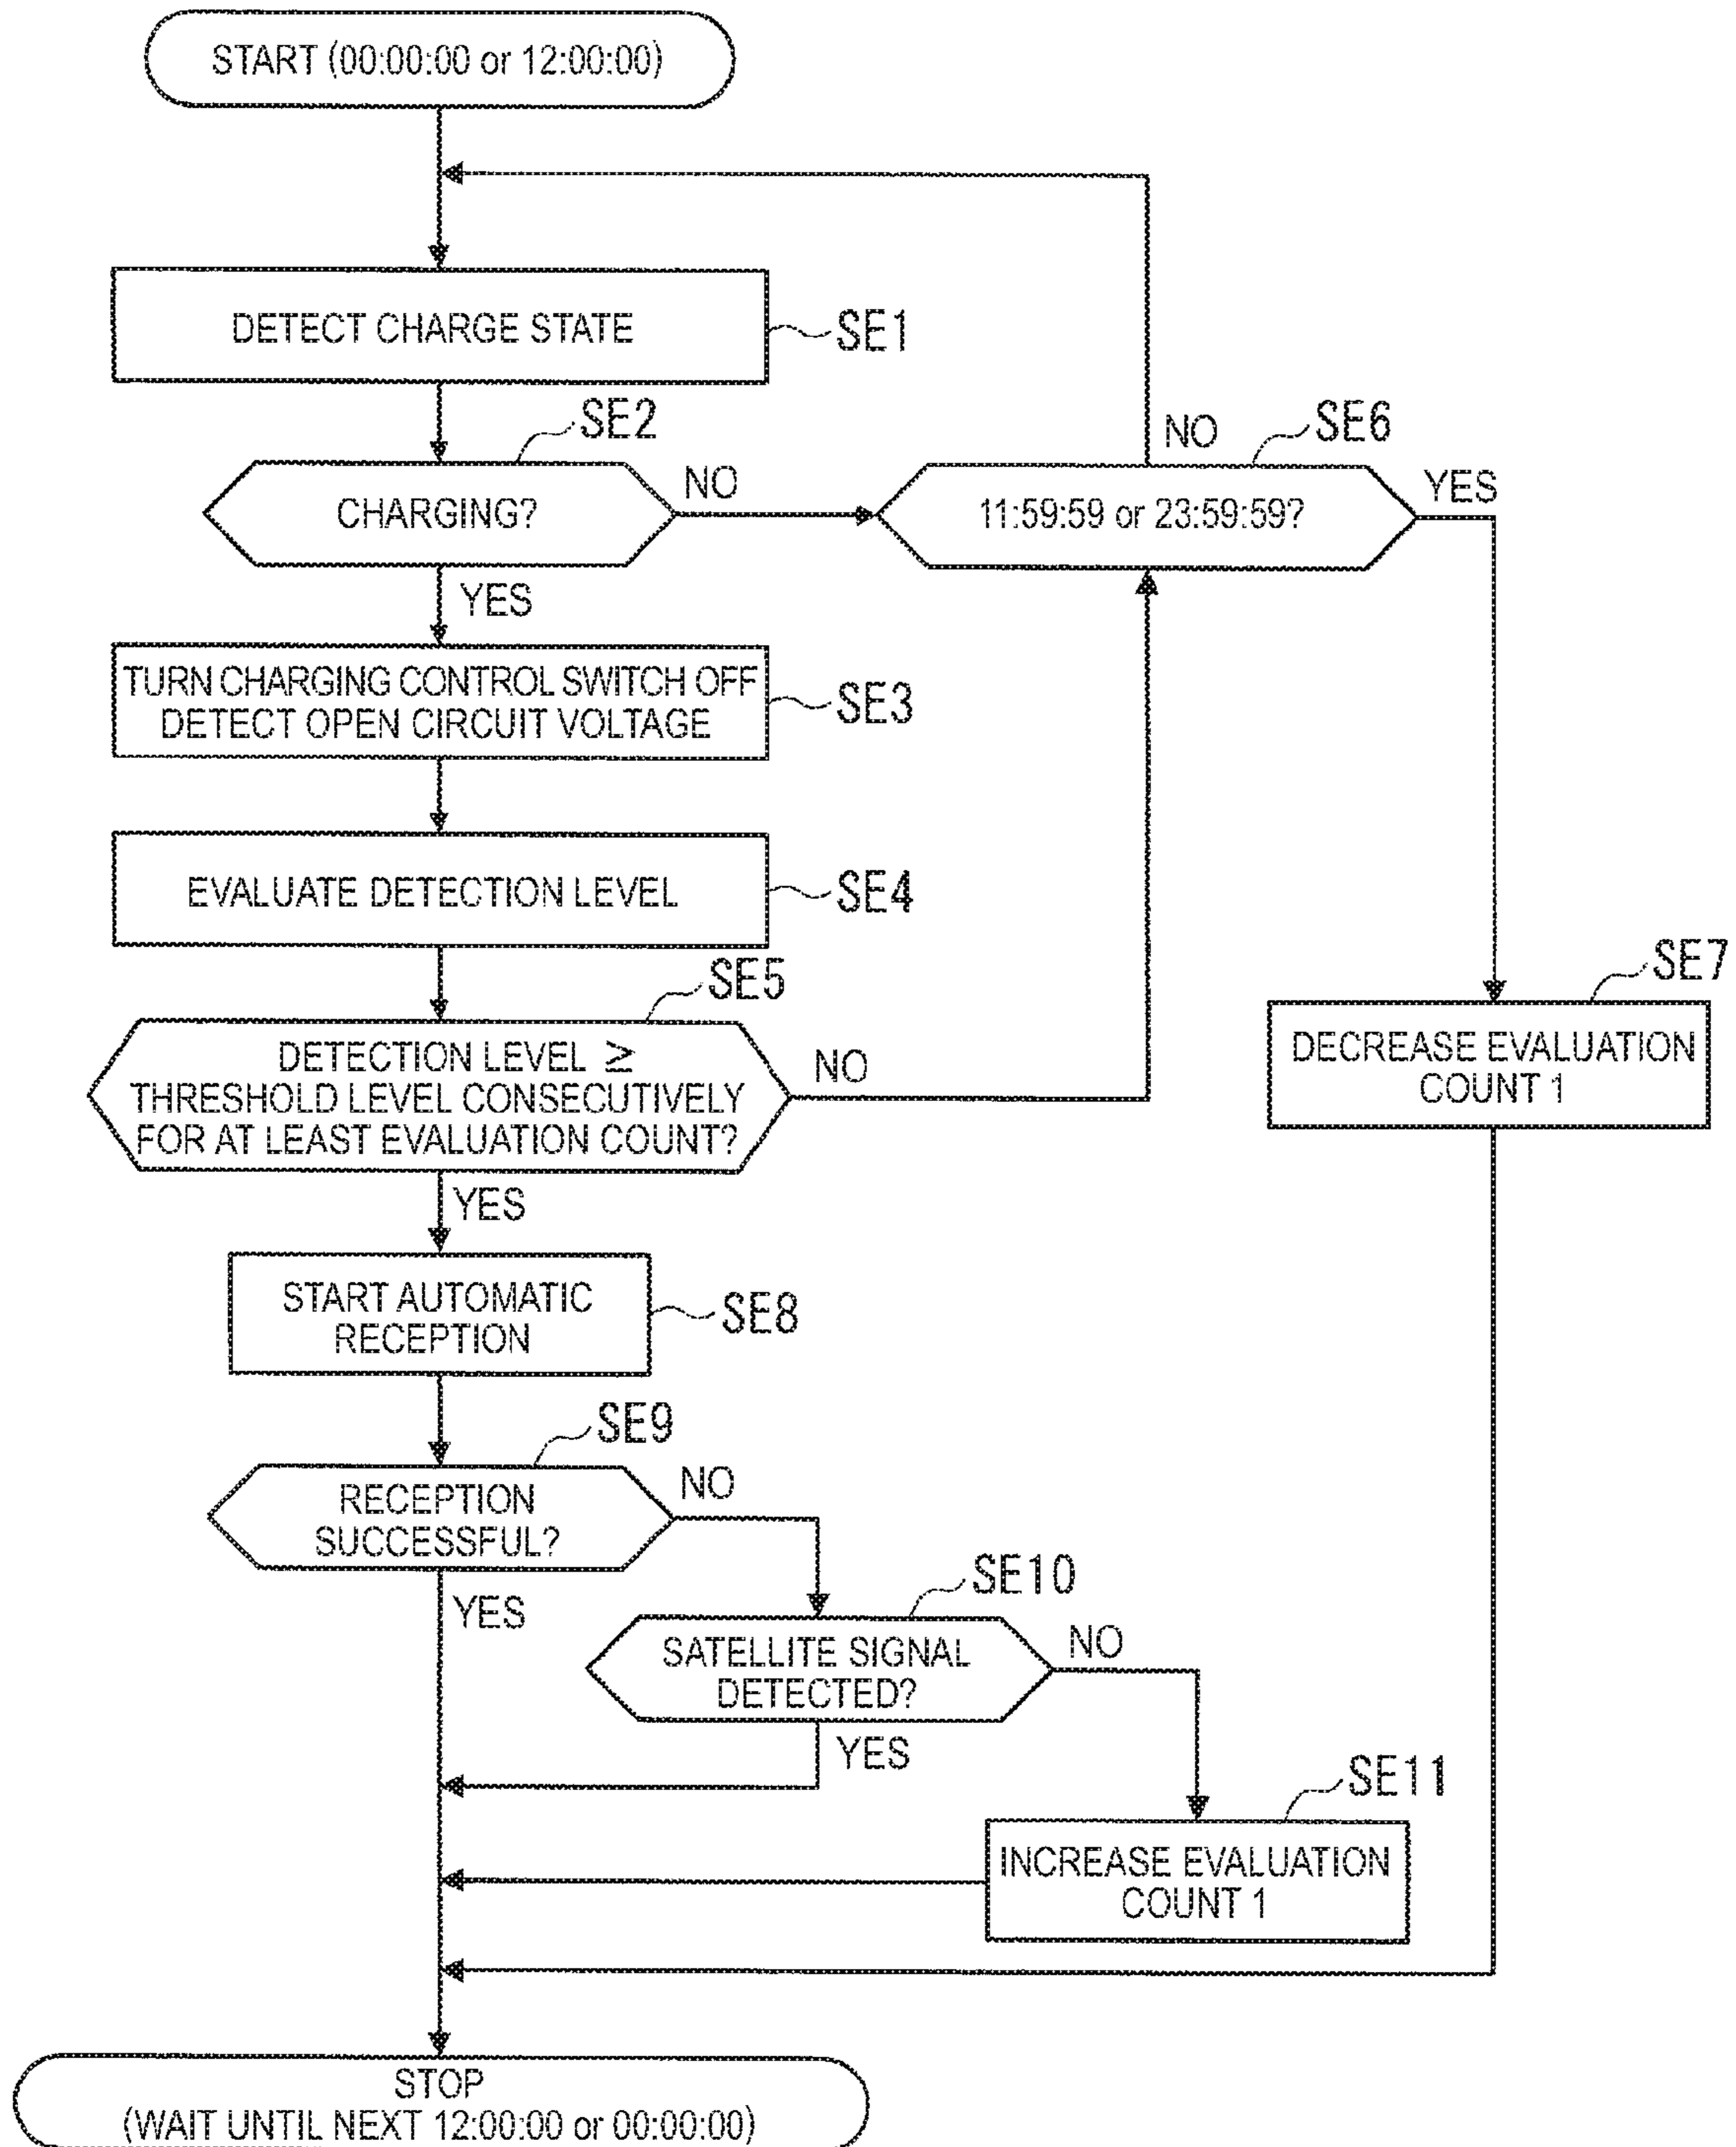 START (00:00:00 or 12:00:00)
DETECT CHARGE STATE
SE1
SE2
CHARGING?
NO
YES
SE6
NO
11:59:59 or 23:59:59?
YES
TURN CHARGING CONTROL SWITCH OFF
DETECT OPEN CIRCUIT VOLTAGE
SE3
EVALUATE DETECTION LEVEL
SE4
SE5
DETECTION LEVEL ≧
THRESHOLD LEVEL CONSECUTIVELY
FOR AT LEAST EVALUATION COUNT?
NO
YES
SE7
DECREASE EVALUATION
COUNT 1
START AUTOMATIC
RECEPTION
SE8
SE9
RECEPTION
SUCCESSFUL?
NO
YES
SE10
SATELLITE SIGNAL
DETECTED?
NO
YES
SE11
INCREASE EVALUATION
COUNT 1
STOP
(WAIT UNTIL NEXT 12:00:00 or 00:00:00)